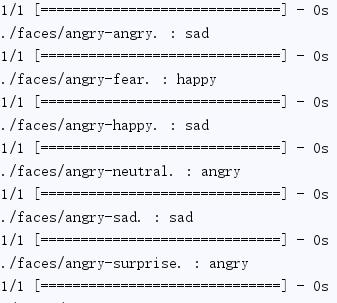 1/1 [==============================] - 0s
./faces/angry-angry. : sad
1/1 [==============================] - 0s
./faces/angry-fear. : happy
1/1 [==============================] - 0s
./faces/angry-happy. : sad
1/1 [==============================] - 0s
./faces/angry-neutral. : angry
1/1 [==============================] - 0s
./faces/angry-sad. : sad
1/1 [==============================] - 0s
./faces/angry-surprise. : angry
1/1 [==============================] - 0s